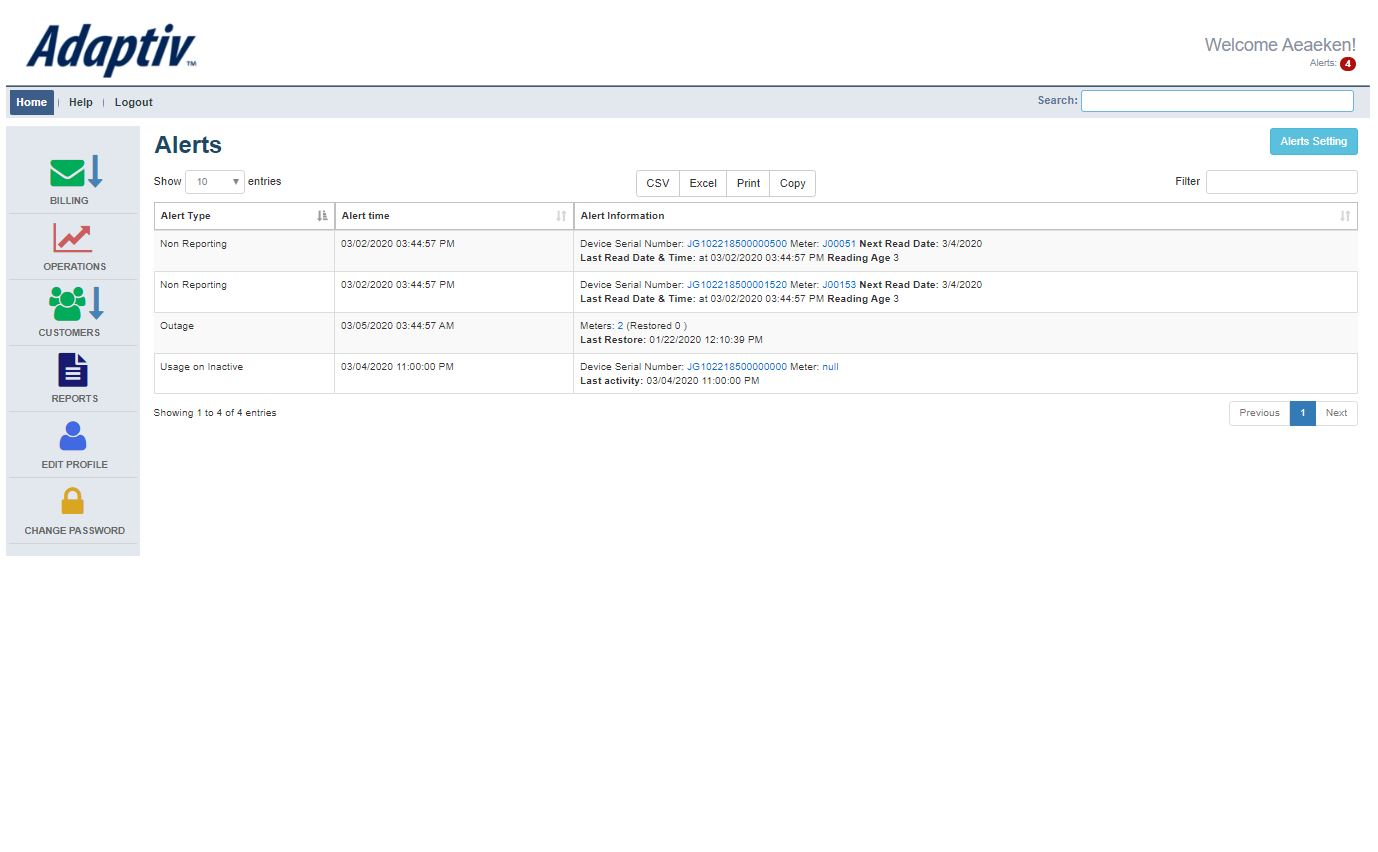 Adaptiv™
Welcome Aeaeken!
Alerts: 4
Home | Help | Logout
Search:
BILLING
OPERATIONS
CUSTOMERS
REPORTS
EDIT PROFILE
CHANGE PASSWORD
Alerts
Alerts Setting
Show 10 entries
CSV Excel Print Copy
Filter
Alert Type Alert time Alert Information
Non Reporting 03/02/2020 03:44:57 PM Device Serial Number: JG102218500000500 Meter: J00051 Next Read Date: 3/4/2020
Last Read Date & Time: at 03/02/2020 03:44:57 PM Reading Age 3
Non Reporting 03/02/2020 03:44:57 PM Device Serial Number: JG102218500001520 Meter: J00153 Next Read Date: 3/4/2020
Last Read Date & Time: at 03/02/2020 03:44:57 PM Reading Age 3
Outage 03/05/2020 03:44:57 AM Meters: 2 (Restored 0 )
Last Restore: 01/22/2020 12:10:39 PM
Usage on Inactive 03/04/2020 11:00:00 PM Device Serial Number: JG102218500000000 Meter: null
Last activity: 03/04/2020 11:00:00 PM
Showing 1 to 4 of 4 entries
Previous 1 Next